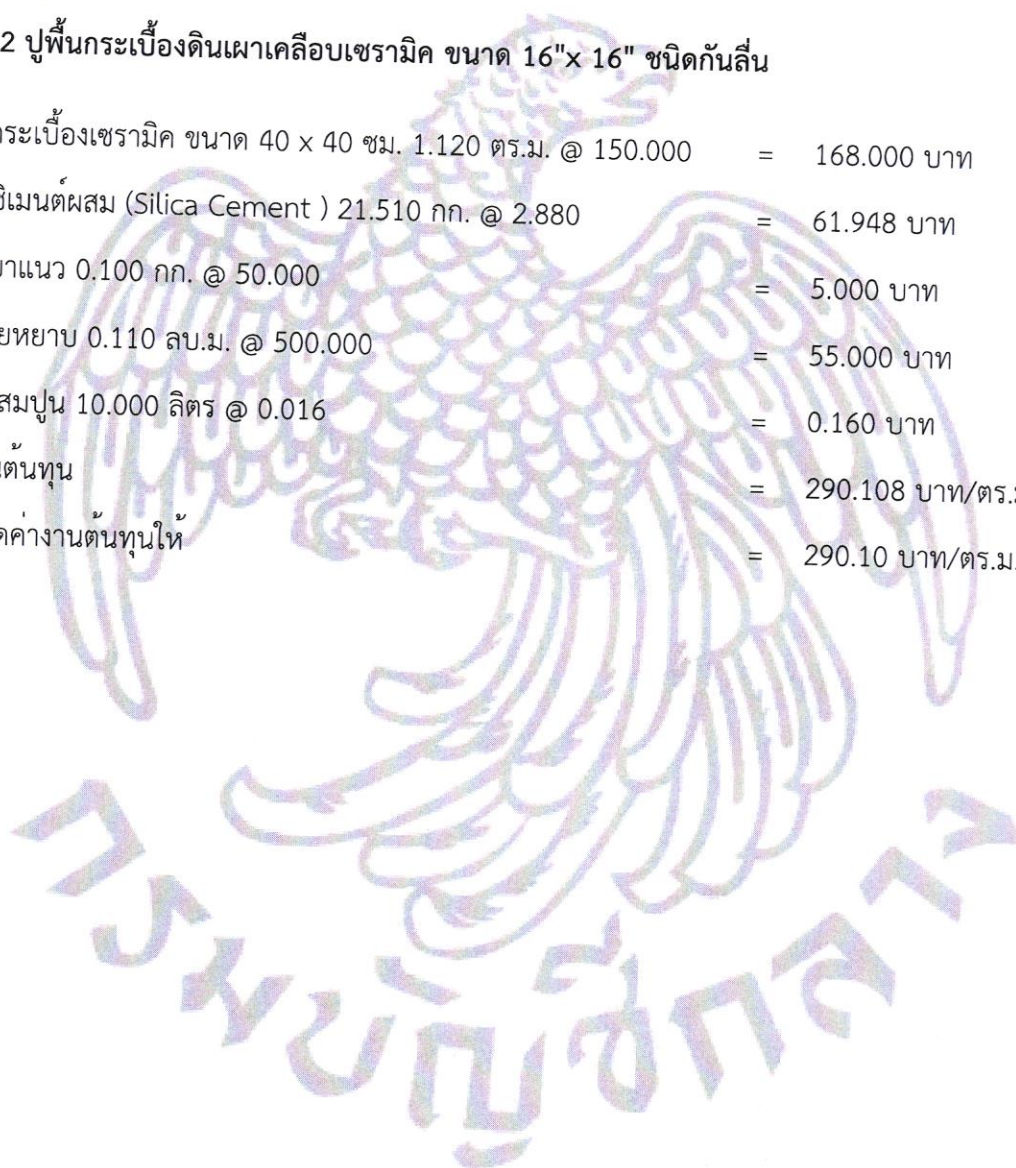 2 ปูพื้นกระเบื้องดินเผาเคลือบเซรามิค ขนาด 16"x 16" ชนิดกันลื่น
กระเบื้องเซรามิค ขนาด 40 x 40 ซม. 1.120 ตร.ม. @ 150.000 = 168.000 บาท
ซิเมนต์ผสม (Silica Cement ) 21.510 กก. @ 2.880 = 61.948 บาท
ยาแนว 0.100 กก. @ 50.000 = 5.000 บาท
ยหยาบ 0.110 ลบ.ม. @ 500.000 = 55.000 บาท
สมปูน 10.000 ลิตร @ 0.016 = 0.160 บาท
ต้นทุน = 290.108 บาท/ตร.
ค่างานต้นทุนให้ = 290.10 บาท/ตร.ม.
กรมบัญชีกลาง